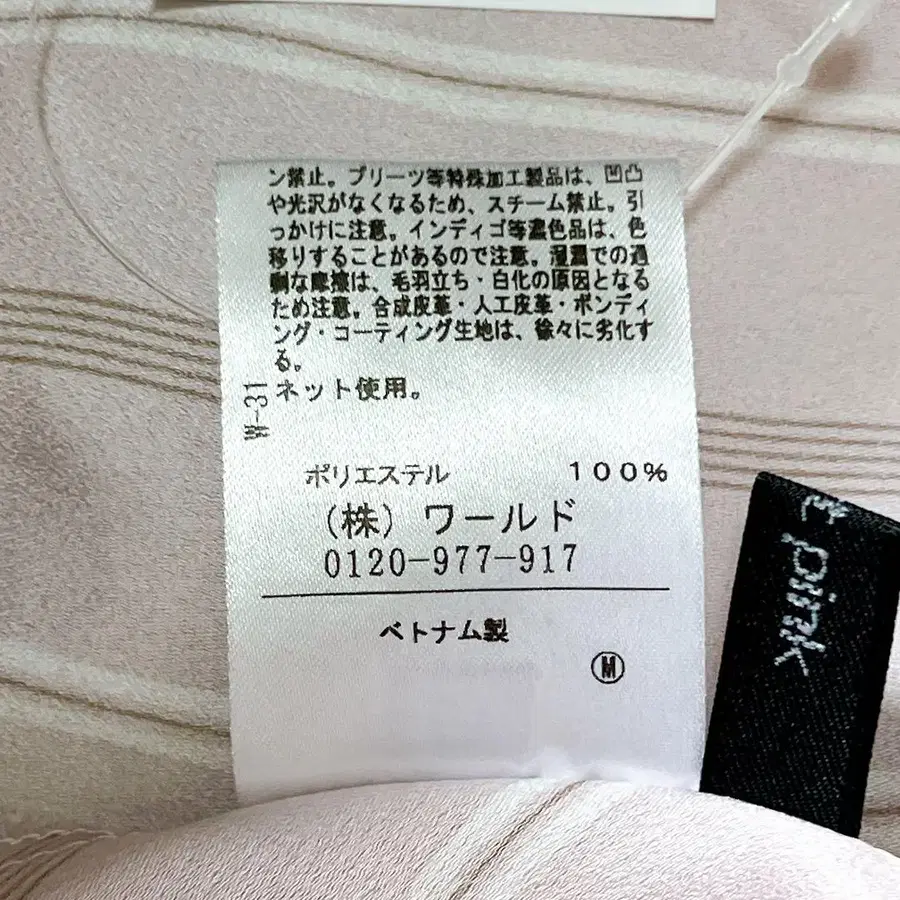 ン禁止。プリーツ等特殊加工製品は、凹凸
や光沢がなくなるため、スチーム禁止。引
っかけに注意。インディゴ等濃色品は、色
移りすることがあるので注意。湿潤での過
剰な摩擦は、毛羽立ち・白化の原因となる
ため注意。合成皮革・人工皮革・ボンディ
ング・コーティング生地は、徐々に劣化す
る。
ネット使用。
W-31
ポリエステル 100%
(株)ワールド
0120-977-917
ベトナム製
M
pink